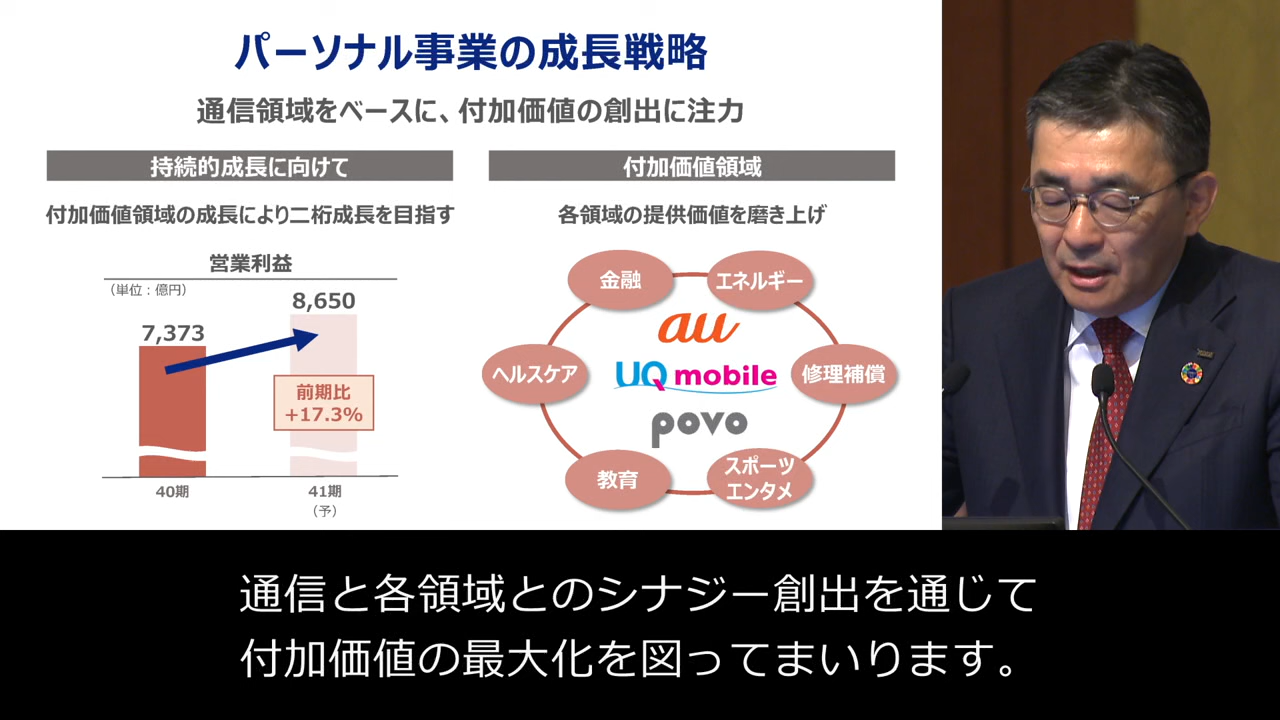 パーソナル事業の成長戦略
通信領域をベースに、付加価値の創出に注力
持続的成長に向けて
付加価値領域の成長により二桁成長を目指す
営業利益
（単位：億円）
7,373
8,650
前期比
+17.3%
40期
41期
（予）
付加価値領域
各領域の提供価値を磨き上げ
金融
エネルギー
au
ヘルスケア
UQ mobile
修理補償
povo
教育
スポーツ
エンタメ
通信と各領域とのシナジー創出を通じて
付加価値の最大化を図ってまいります。